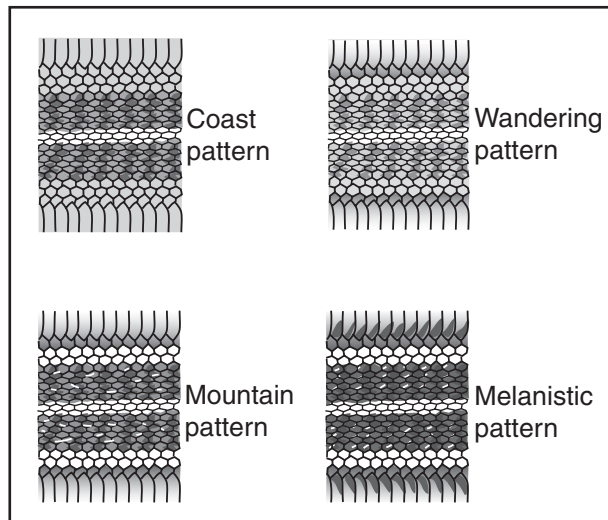 Coast
pattern
Wandering
pattern
Mountain
pattern
Melanistic
pattern